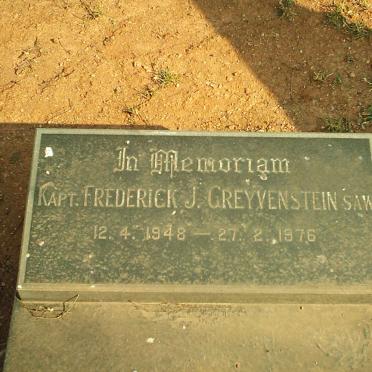 In Memoriam
KAPT. FREDERICK J. GREYVENSTEIN SAW
12. 4. 1948 — 27. 2. 1976